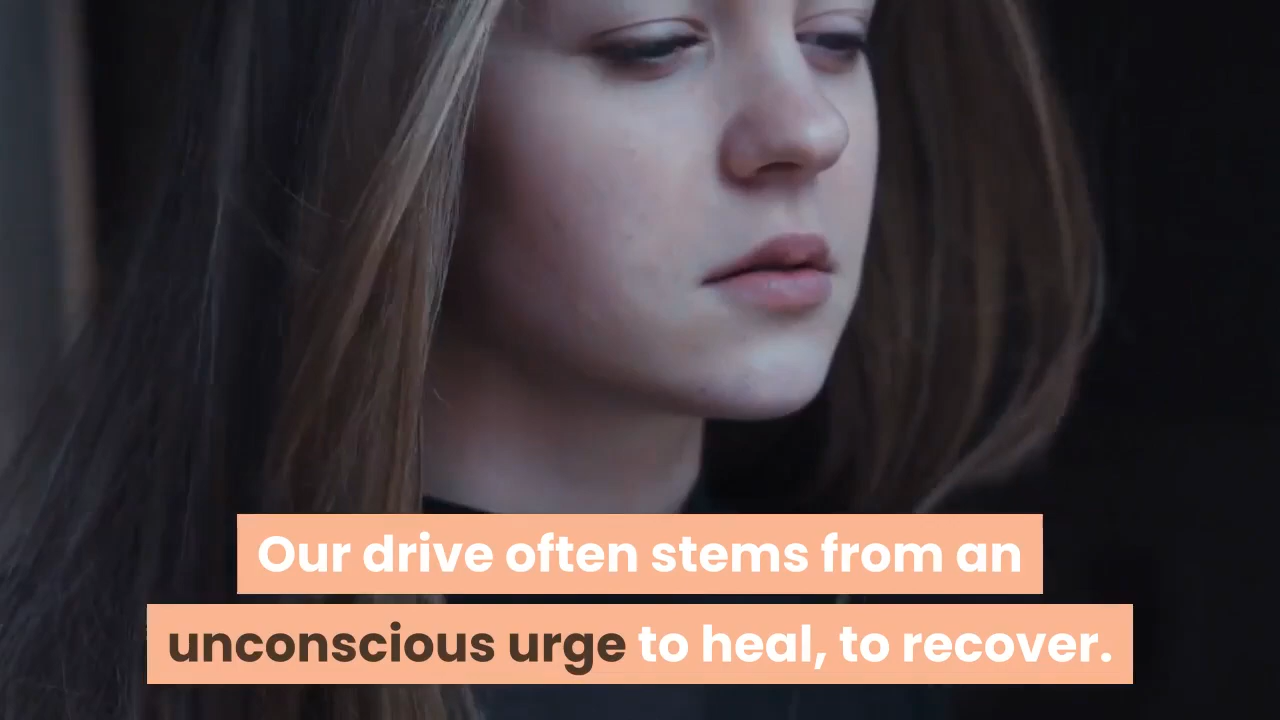 Our drive often stems from an
unconscious urge to heal, to recover.